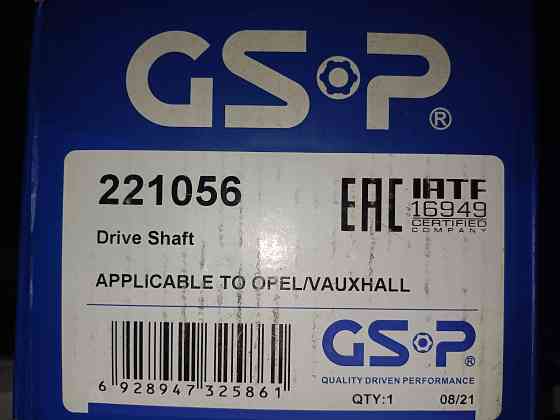 GSP®
221056
EAC
IATF
16949
CERTIFIED
COMPANY
Drive Shaft
APPLICABLE TO OPEL/VAUXHALL
6 928947 325861
GSP®
QUALITY DRIVEN PERFORMANCE
QTY:1 08/21